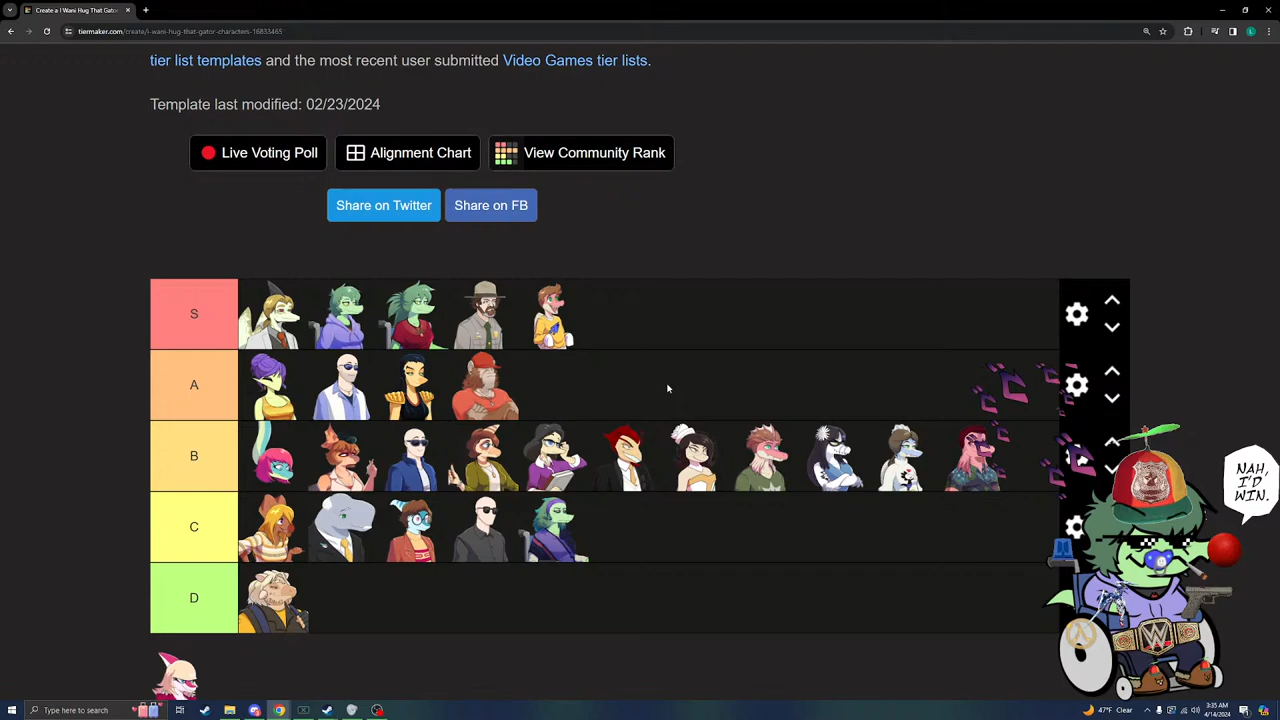 Create a I Wani Hug That Gato
tiermaker.com/create/i-wani-hug-that-gator-characters-16833465
tier list templates and the most recent user submitted Video Games tier lists.
Template last modified: 02/23/2024
Live Voting Poll
Alignment Chart
View Community Rank
Share on Twitter
Share on FB
S
A
B
C
D
NAH,
I'D
WIN.
W
Type here to search
47°F Clear
3:35 AM
4/14/2024